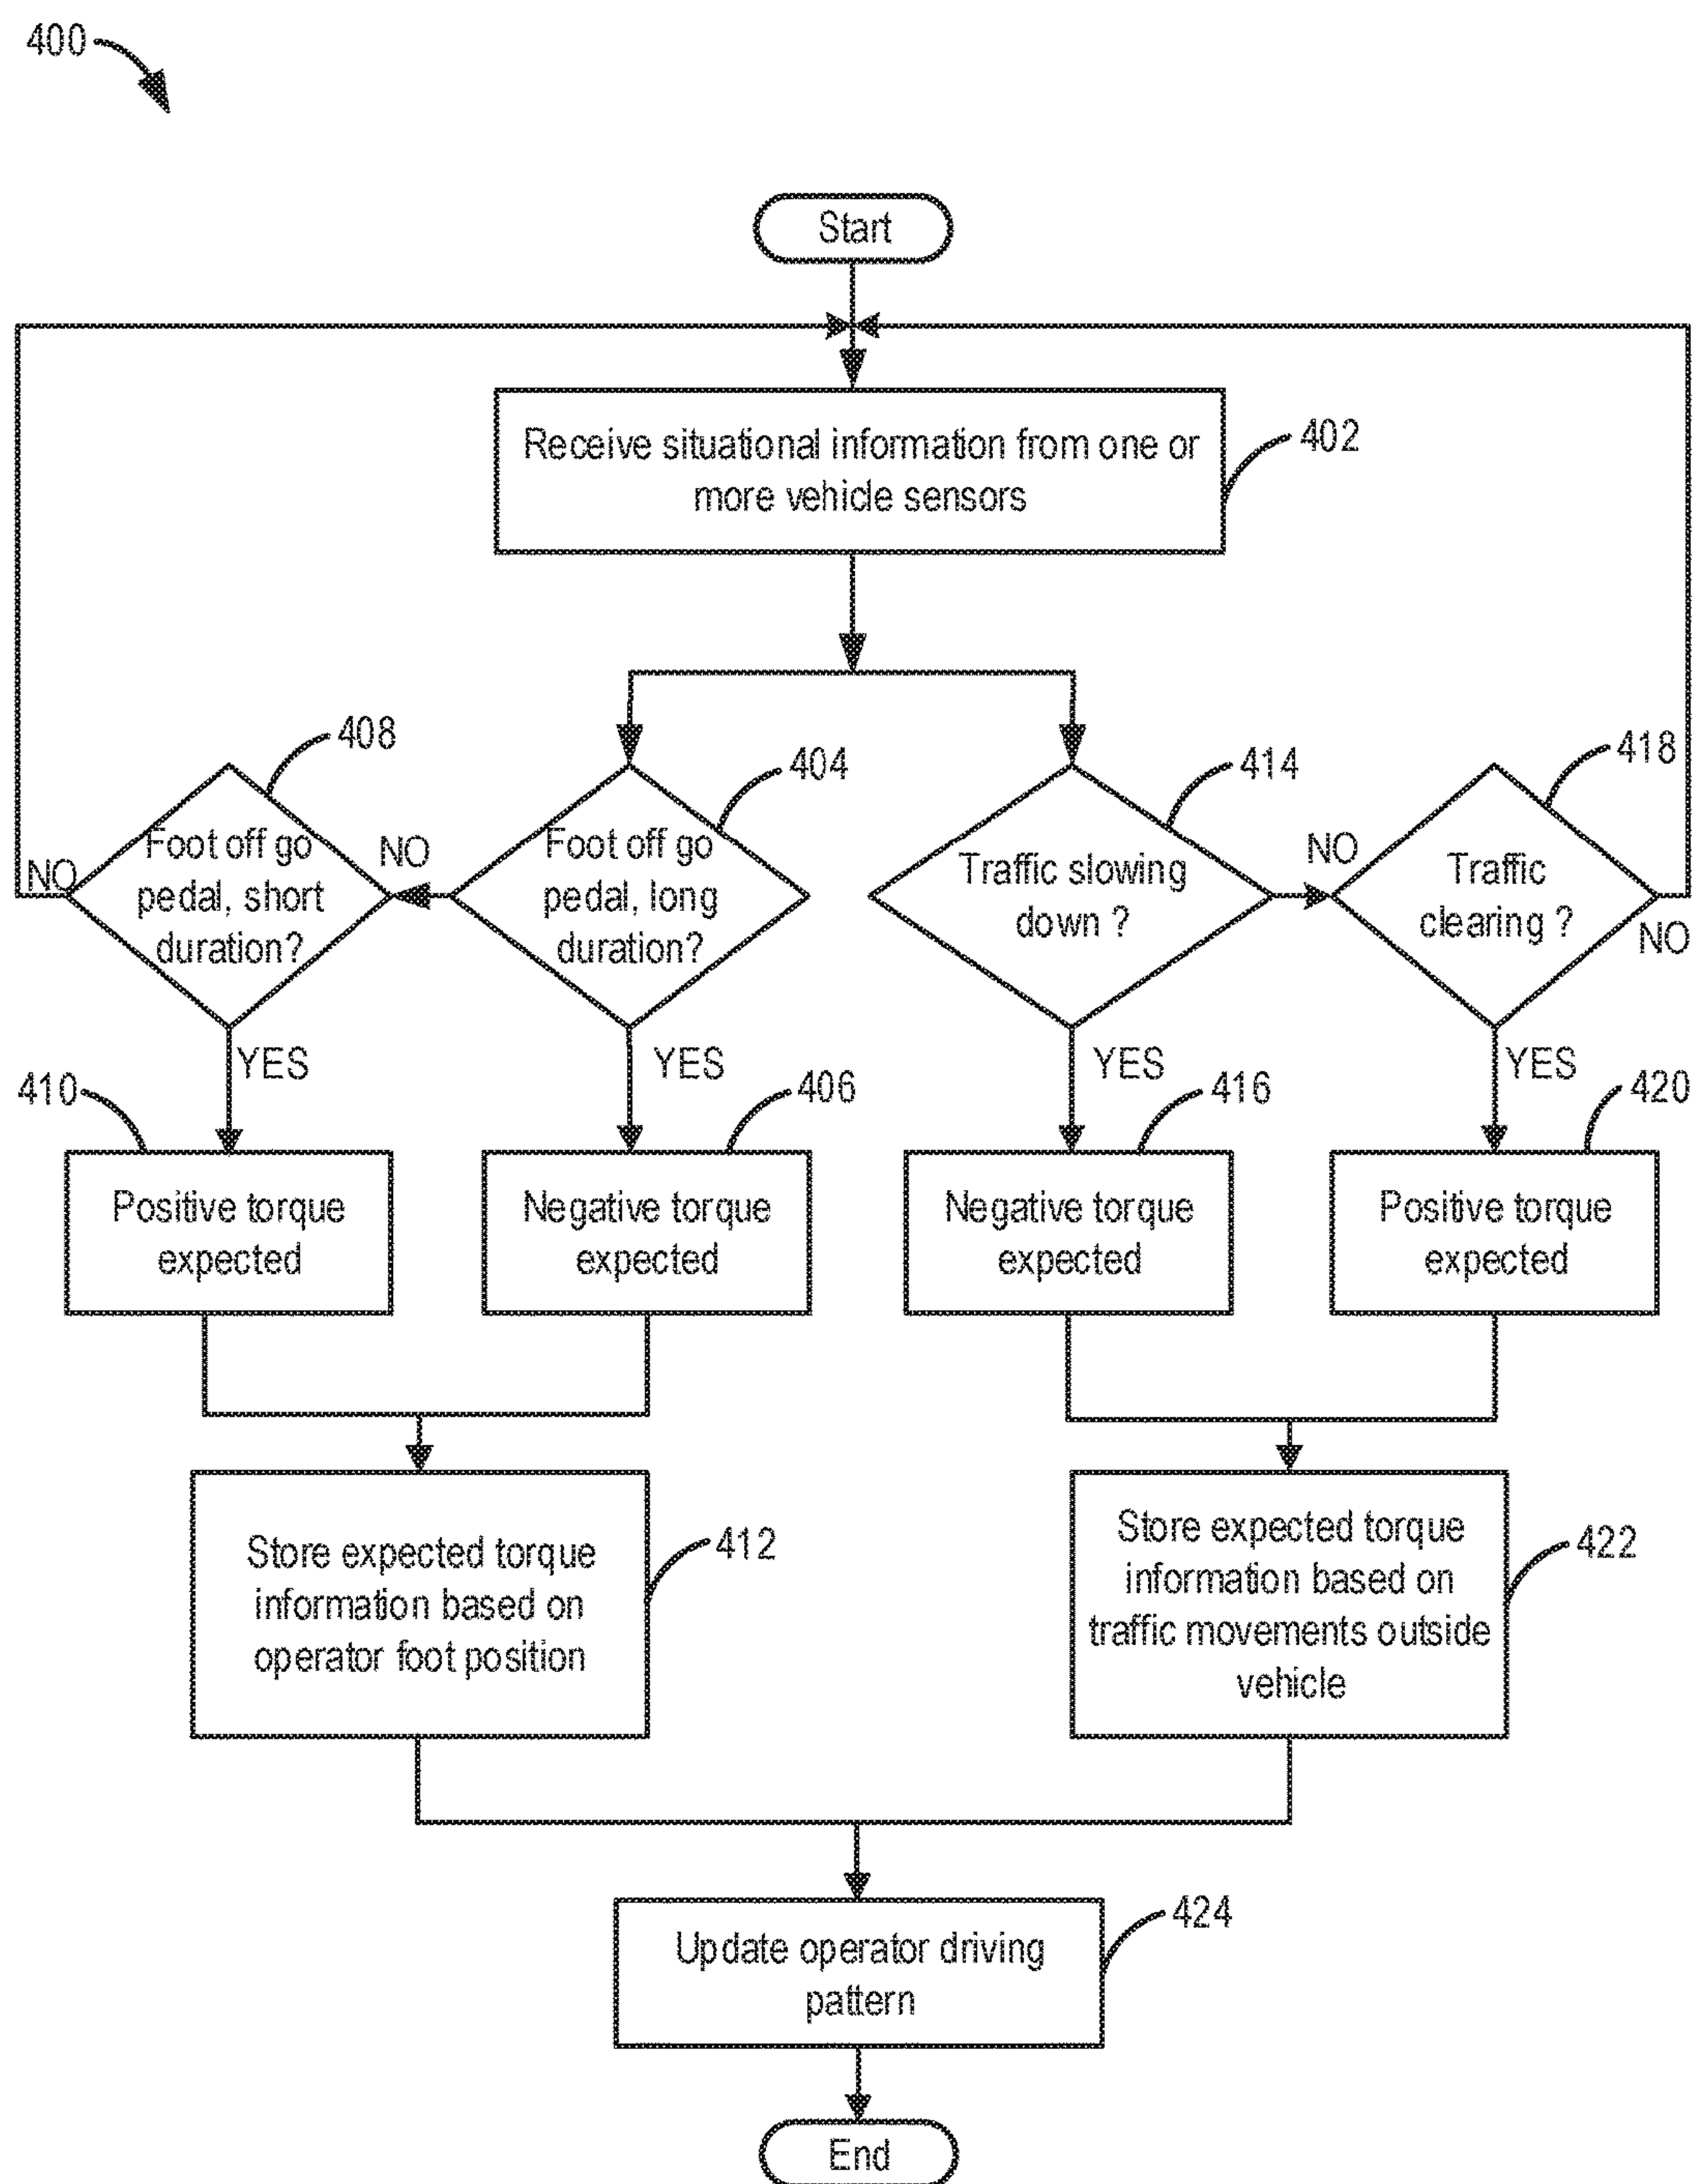 400
Start
Receive situational information from one or
more vehicle sensors
402
408
404
414
418
Foot off go
pedal, short
duration?
NO
NO
Foot off go
pedal, long
duration?
Traffic slowing
down ?
NO
Traffic
clearing ?
NO
YES
YES
YES
YES
410
406
416
420
Positive torque
expected
Negative torque
expected
Negative torque
expected
Positive torque
expected
Store expected torque
information based on
operator foot position
412
Store expected torque
information based on
traffic movements outside
vehicle
422
Update operator driving
pattern
424
End